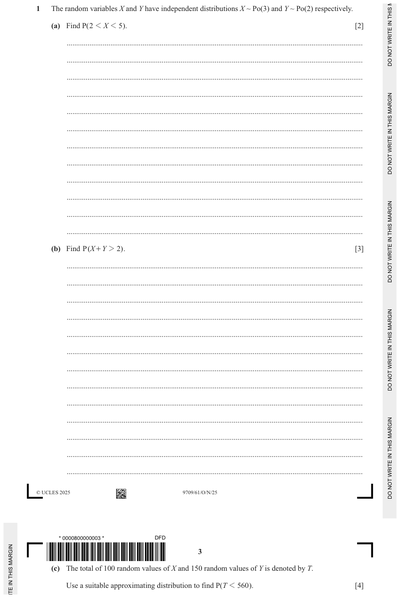 1 The random variables X and Y have independent distributions X ~ Po(3) and Y ~ Po(2) respectively.
(a) Find P(2 < X < 5). [2]
(b) Find P(X + Y > 2). [3]
© UCLES 2025 9709/61/O/N/25
DO NOT WRITE IN THIS M
DO NOT WRITE IN THIS MARGIN
DO NOT WRITE IN THIS MARGIN
DO NOT WRITE IN THIS MARGIN
DO NOT WRITE IN THIS MARGIN
* 0000800000003 * DFD
3
(c) The total of 100 random values of X and 150 random values of Y is denoted by T.
Use a suitable approximating distribution to find P(T < 560). [4]
TE IN THIS MARGIN